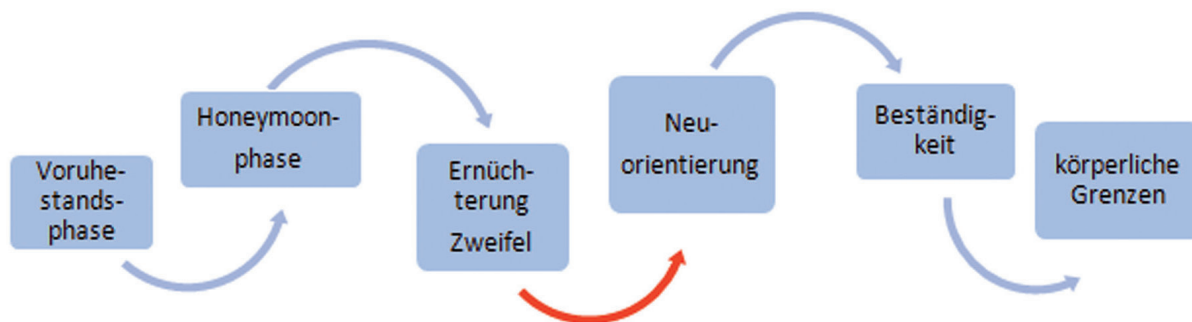 Voruhe-
stands-
phase
Honeymoon-
phase
Ernüch-
terung
Zweifel
Neu-
orientierung
Beständig-
keit
körperliche
Grenzen